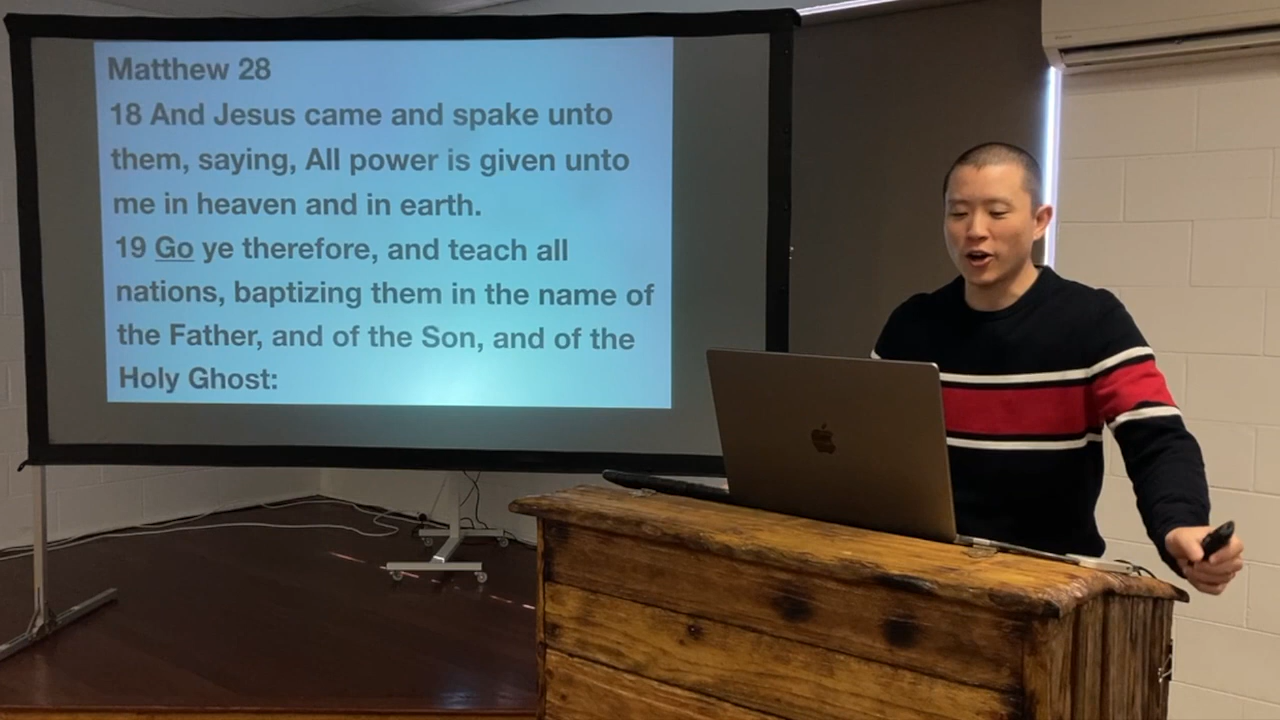 Matthew 28
18 And Jesus came and spake unto
them, saying, All power is given unto
me in heaven and in earth.
19 Go ye therefore, and teach all
nations, baptizing them in the name of
the Father, and of the Son, and of the
Holy Ghost: